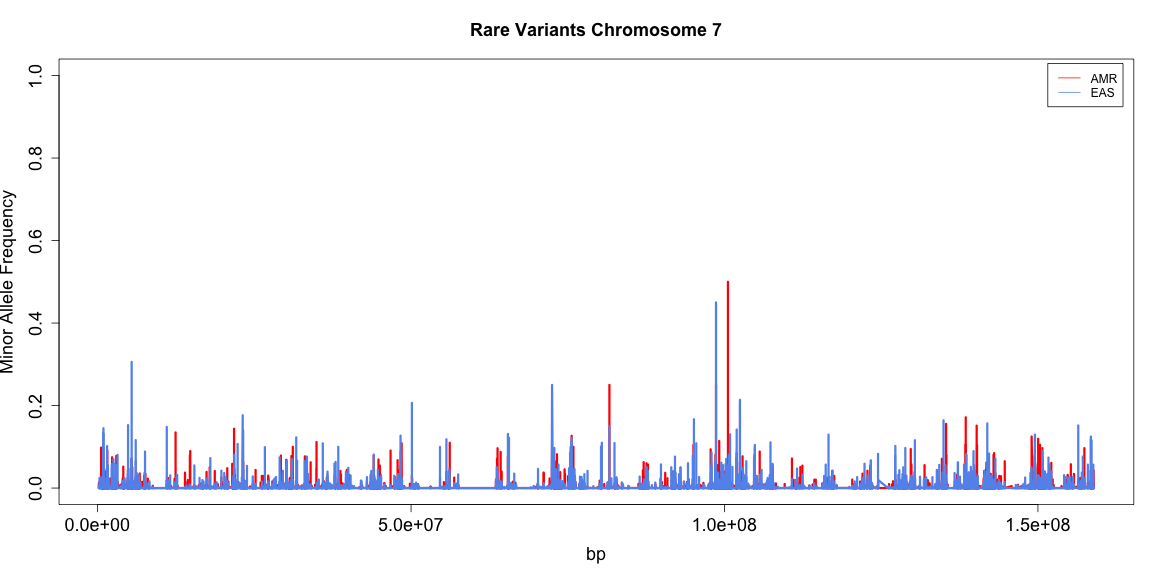 Rare Variants Chromosome 7
AMR
EAS
Minor Allele Frequency
1.0
0.8
0.6
0.4
0.2
0.0
0.0e+00
5.0e+07
1.0e+08
1.5e+08
bp